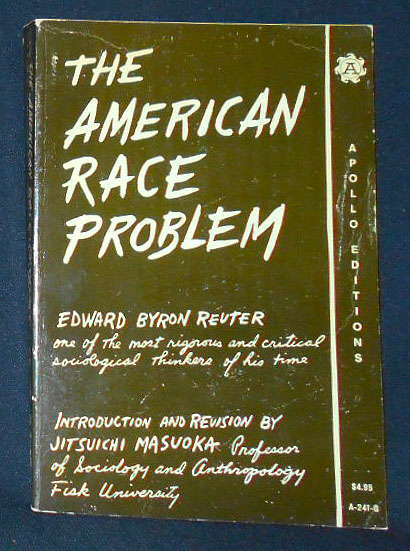 THE
AMERICAN
RACE
PROBLEM
EDWARD BYRON REUTER
one of the most rigorous and critical
sociological thinkers of his time
INTRODUCTION AND REVISION BY
JITSUICHI MASUOKA Professor
of Sociology and Anthropology
Fisk University
A
APOLLO EDITIONS
$4.95
A-241-G